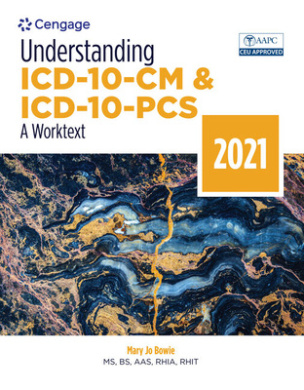 Cengage
AAPC
CEU APPROVED
Understanding
ICD-10-CM &
ICD-10-PCS
A Worktext
2021
Mary Jo Bowie
MS, BS, AAS, RHIA, RHIT